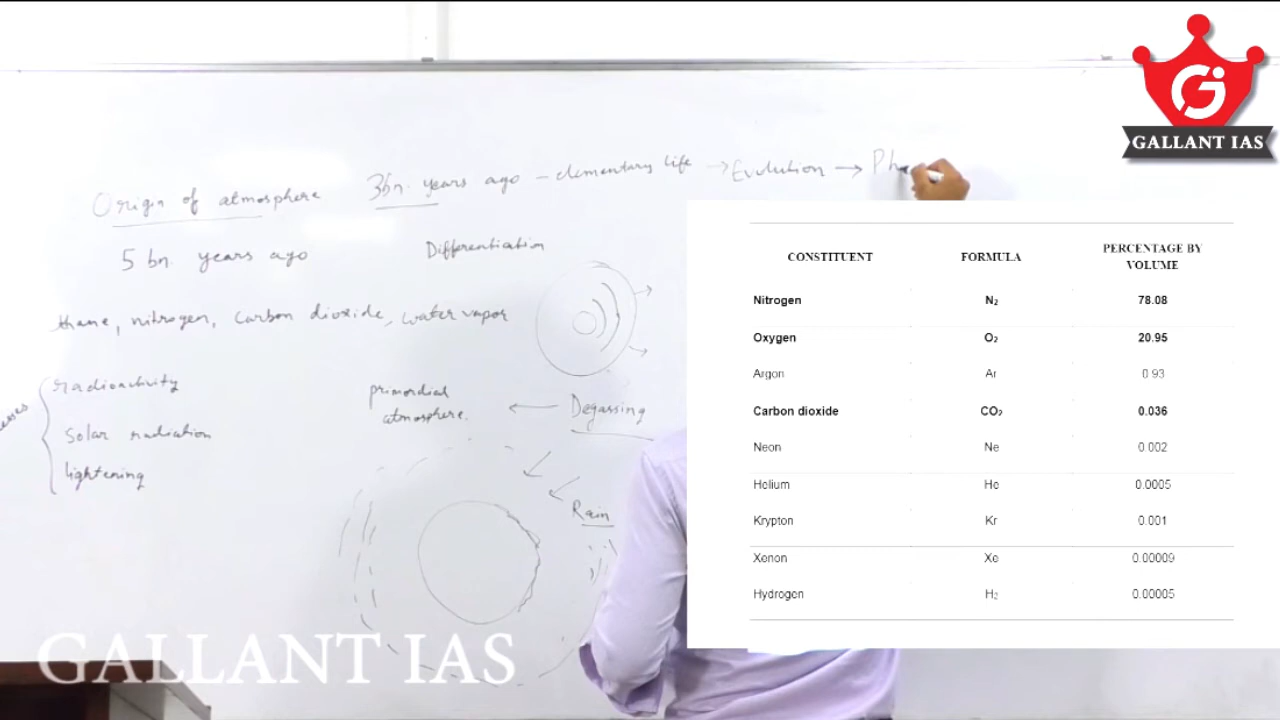 GALLANT IAS
Origin of atmosphere 3bn. years ago – elementary life → Evolution →
5 bn. years ago
Differentiation
thane, nitrogen, carbon dioxide, water vapor
radioactivity
Solar radiation
lightening
primordial
atmosphere.
← Degassing
Rain
CONSTITUENT FORMULA PERCENTAGE BY VOLUME
Nitrogen N₂ 78.08
Oxygen O₂ 20.95
Argon Ar 0.93
Carbon dioxide CO₂ 0.036
Neon Ne 0.002
Helium He 0.0005
Krypton Kr 0.001
Xenon Xe 0.00009
Hydrogen H₂ 0.00005
GALLANT IAS